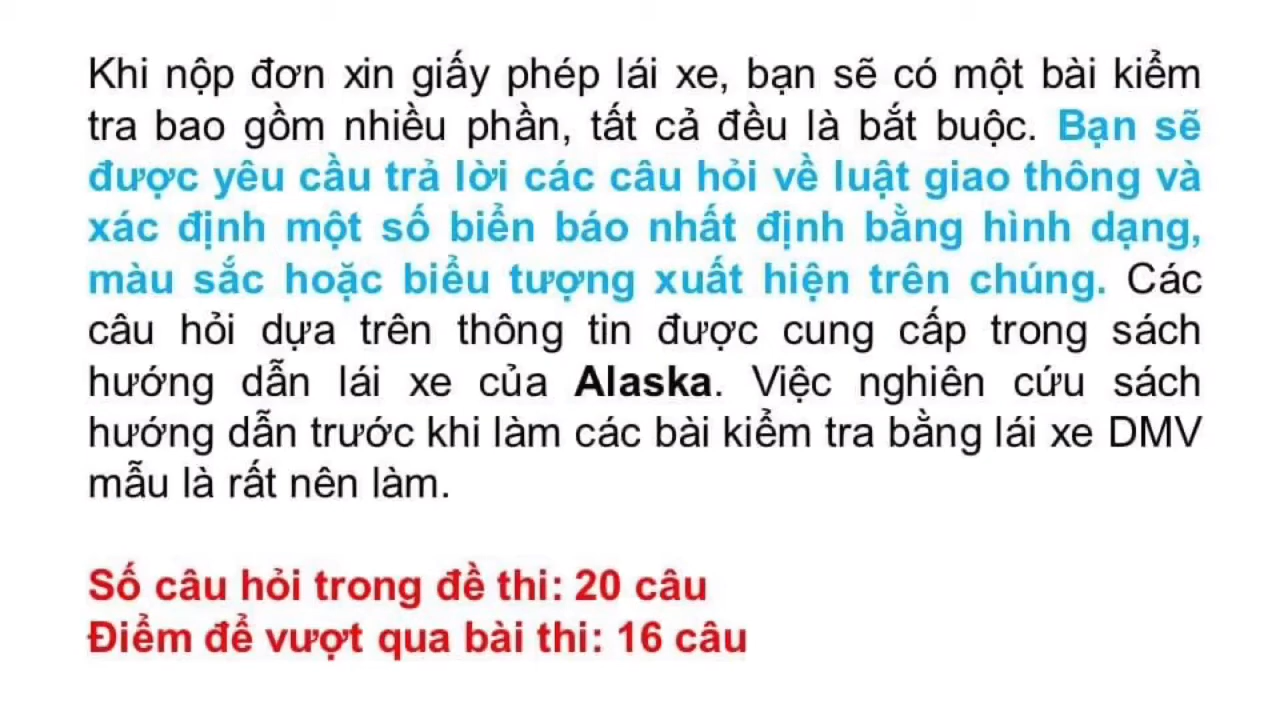 Khi nộp đơn xin giấy phép lái xe, bạn sẽ có một bài kiểm
tra bao gồm nhiều phần, tất cả đều là bắt buộc. Bạn sẽ
được yêu cầu trả lời các câu hỏi về luật giao thông và
xác định một số biển báo nhất định bằng hình dạng,
màu sắc hoặc biểu tượng xuất hiện trên chúng. Các
câu hỏi dựa trên thông tin được cung cấp trong sách
hướng dẫn lái xe của Alaska. Việc nghiên cứu sách
hướng dẫn trước khi làm các bài kiểm tra bằng lái xe DMV
mẫu là rất nên làm.
Số câu hỏi trong đề thi: 20 câu
Điểm để vượt qua bài thi: 16 câu